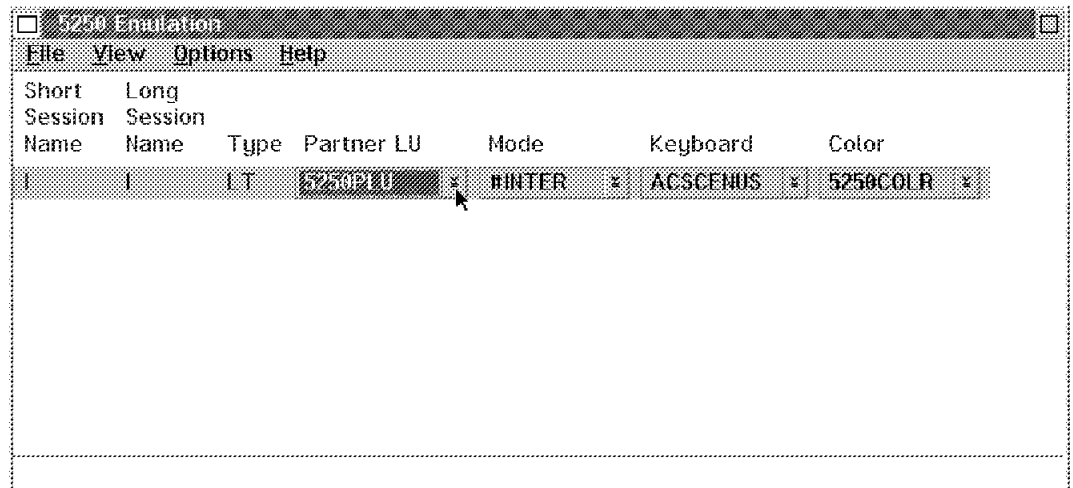 5250 Emulation
File View Options Help
Short Long
Session Session
Name Name Type Partner LU Mode Keyboard Color
I I LT 5250PLU #INTER ACSCENUS 5250COLR